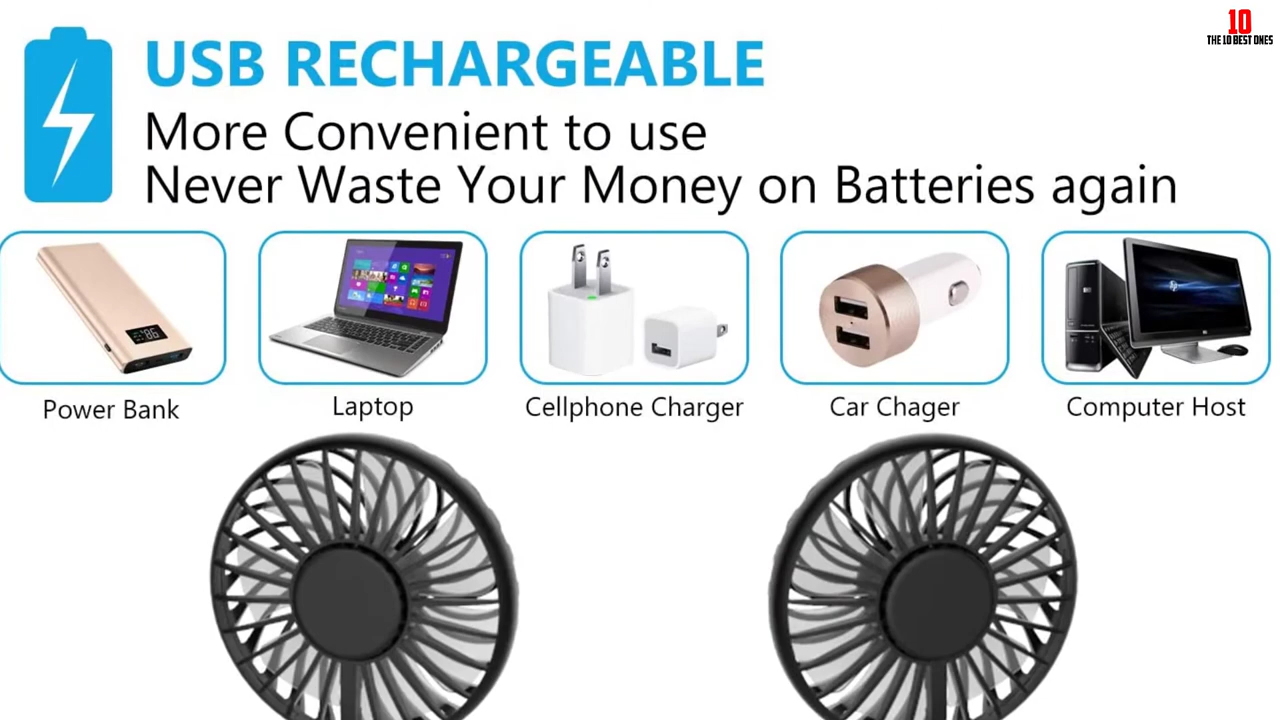 10
THE 10 BEST ONES
USB RECHARGEABLE
More Convenient to use
Never Waste Your Money on Batteries again
86
Power Bank
Laptop
Cellphone Charger
Car Chager
Computer Host